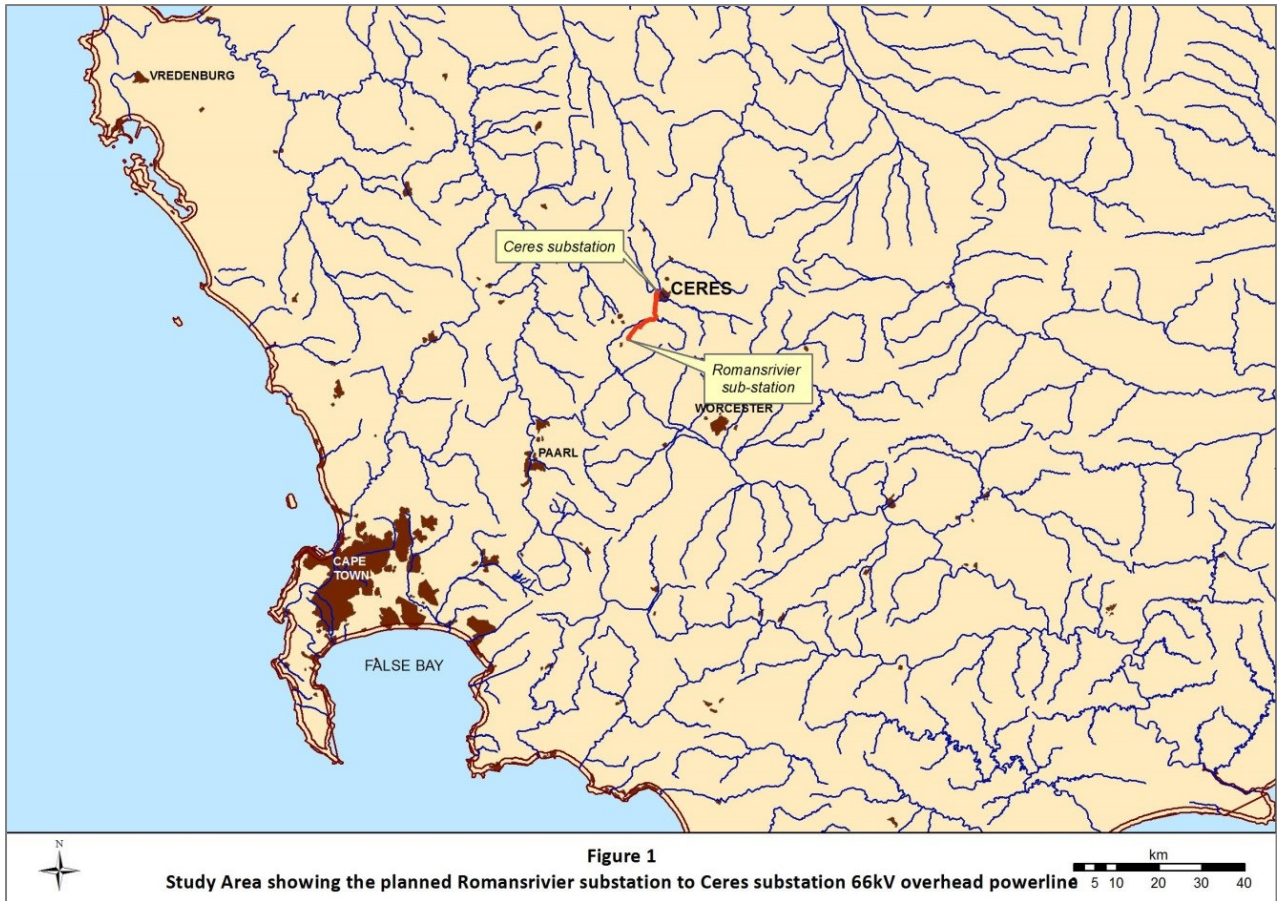 VREDENBURG
Ceres substation
CERES
Romansrivier
sub-station
WORCESTER
PAARL
CAPE
TOWN
FALSE BAY
N
Figure 1
Study Area showing the planned Romansrivier substation to Ceres substation 66kV overhead powerline
km
5 10 20 30 40